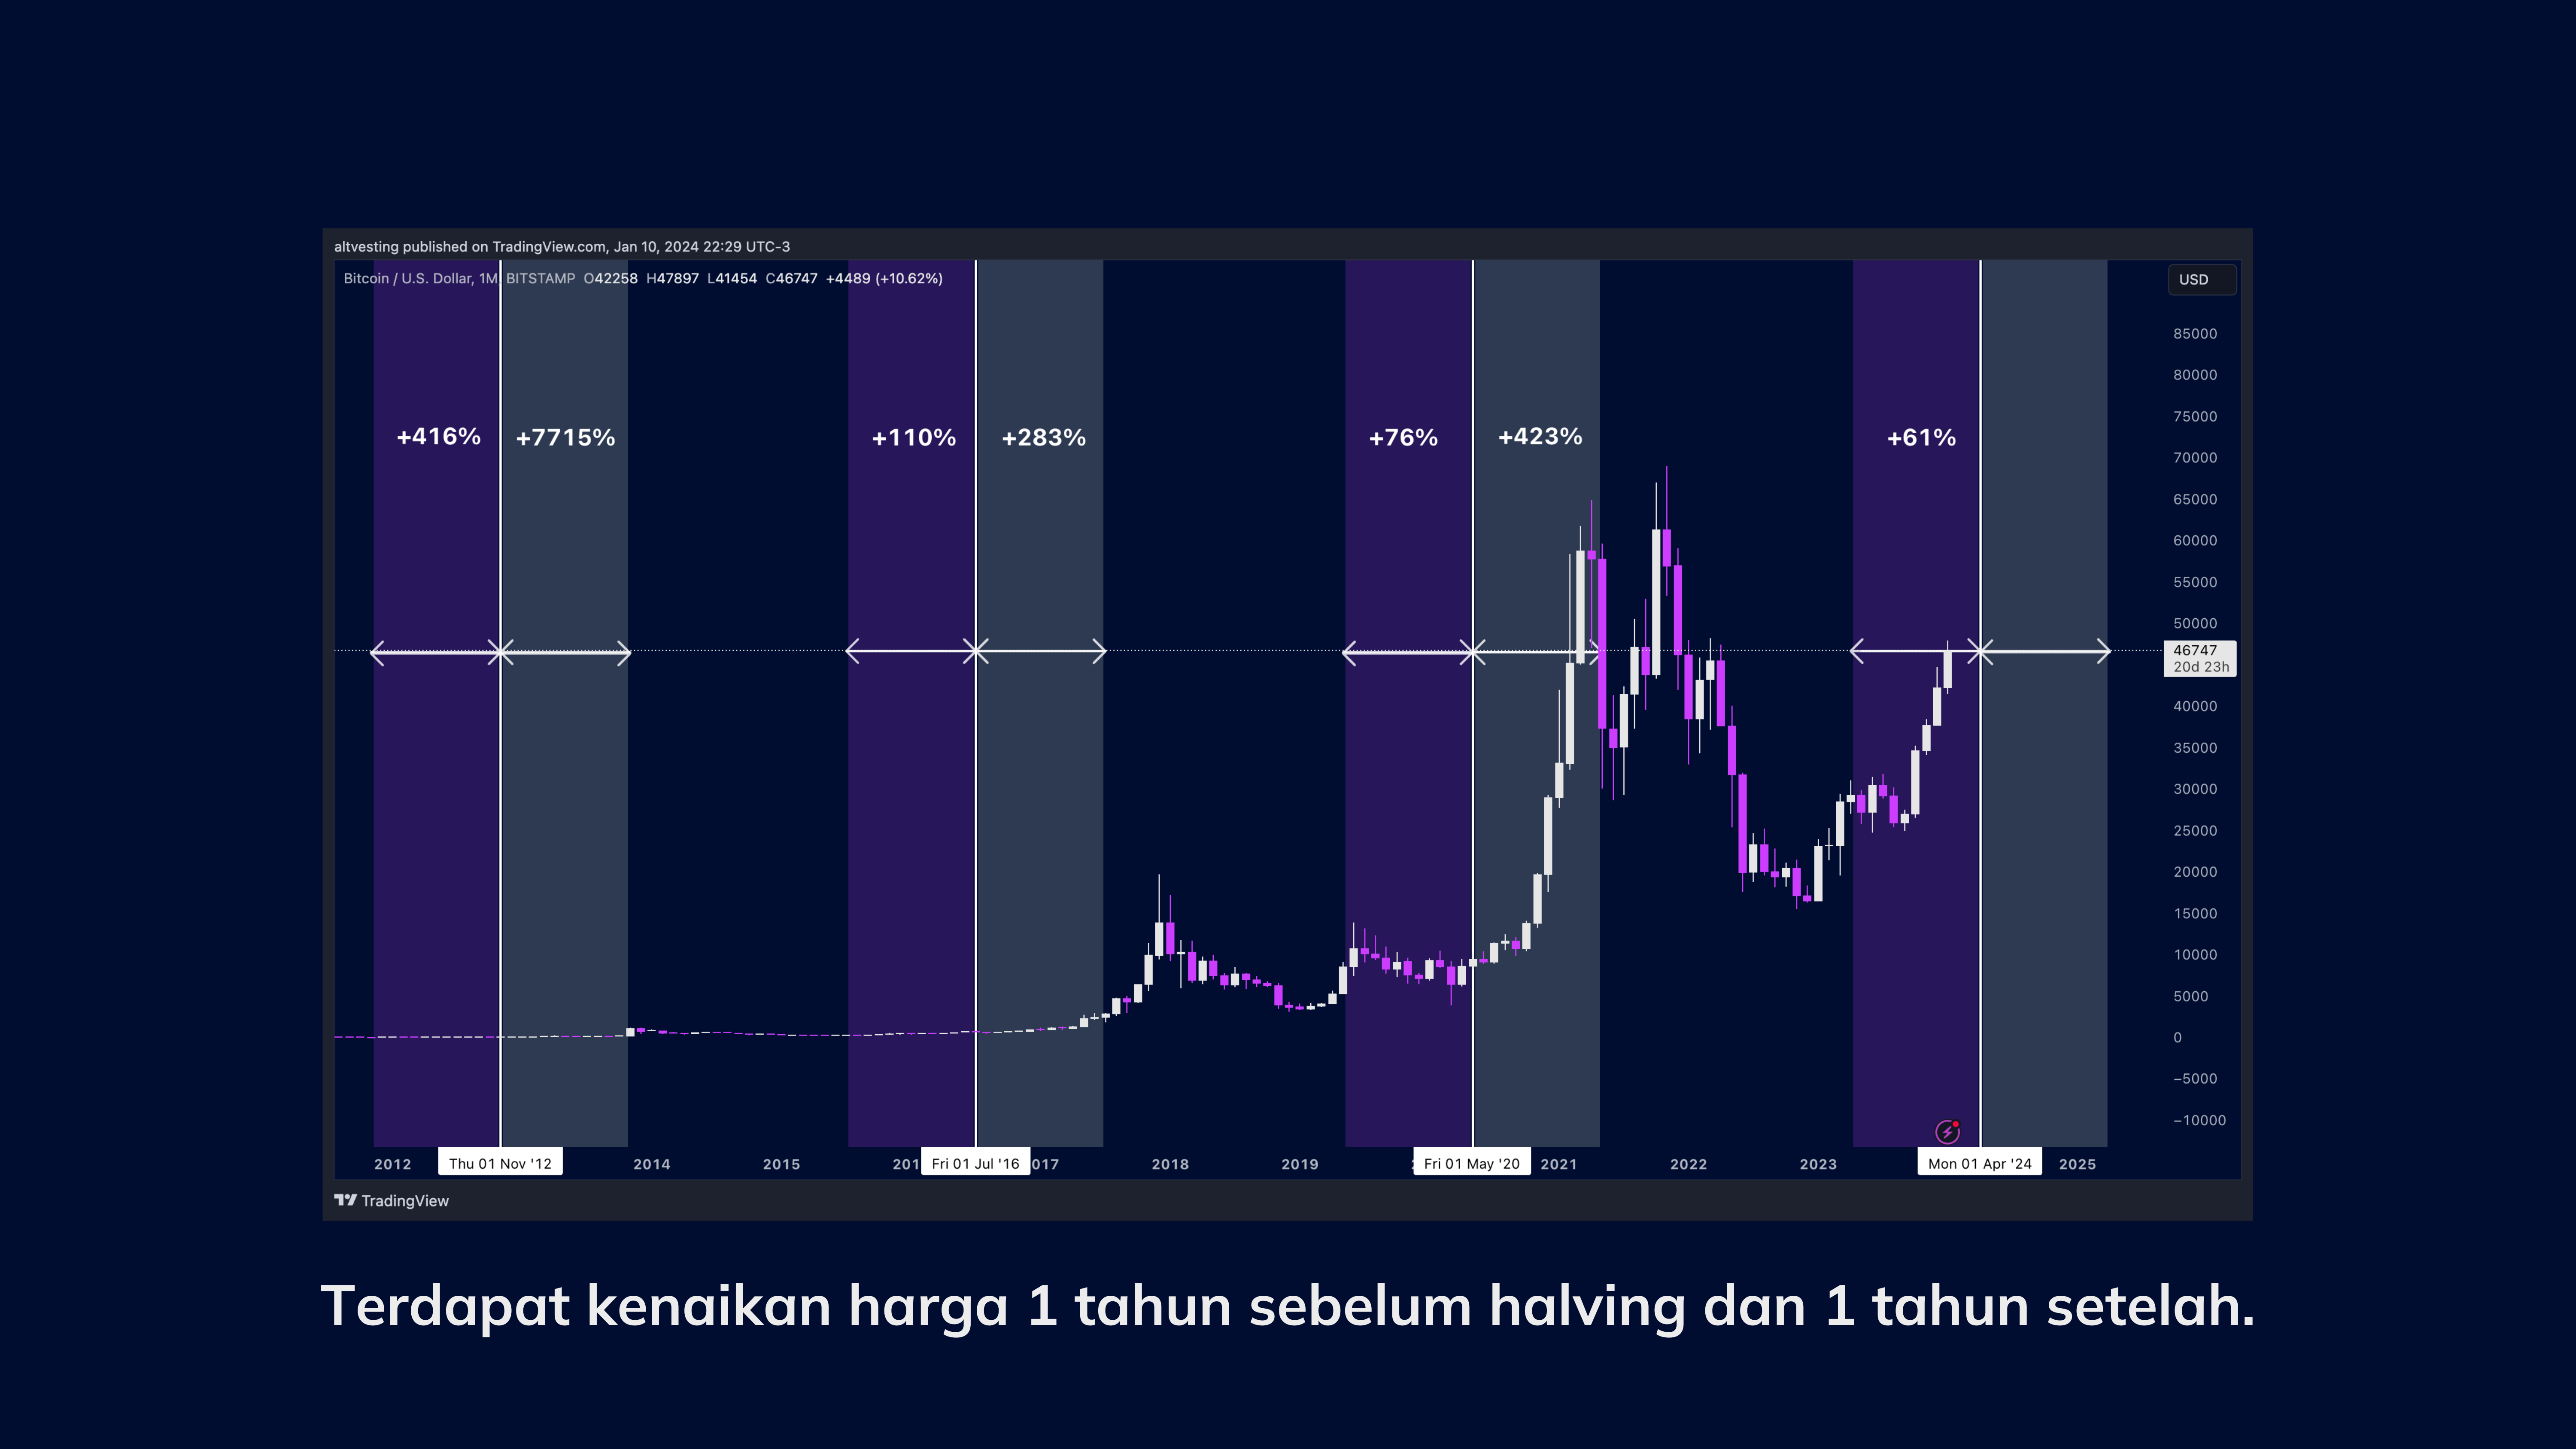 altvesting published on TradingView.com, Jan 10, 2024 22:29 UTC-3
Bitcoin / U.S. Dollar, 1M, BITSTAMP O42258 H47897 L41454 C46747 +4489 (+10.62%)
USD
85000
80000
75000
+416% +7715% +110% +283% +76% +423% +61%
70000
65000
60000
55000
50000
46747
20d 23h
40000
35000
30000
25000
20000
15000
10000
5000
0
−5000
−10000
2012 Thu 01 Nov '12 2014 2015 201 Fri 01 Jul '16 017 2018 2019 Fri 01 May '20 2021 2022 2023 Mon 01 Apr '24 2025
TradingView
Terdapat kenaikan harga 1 tahun sebelum halving dan 1 tahun setelah.